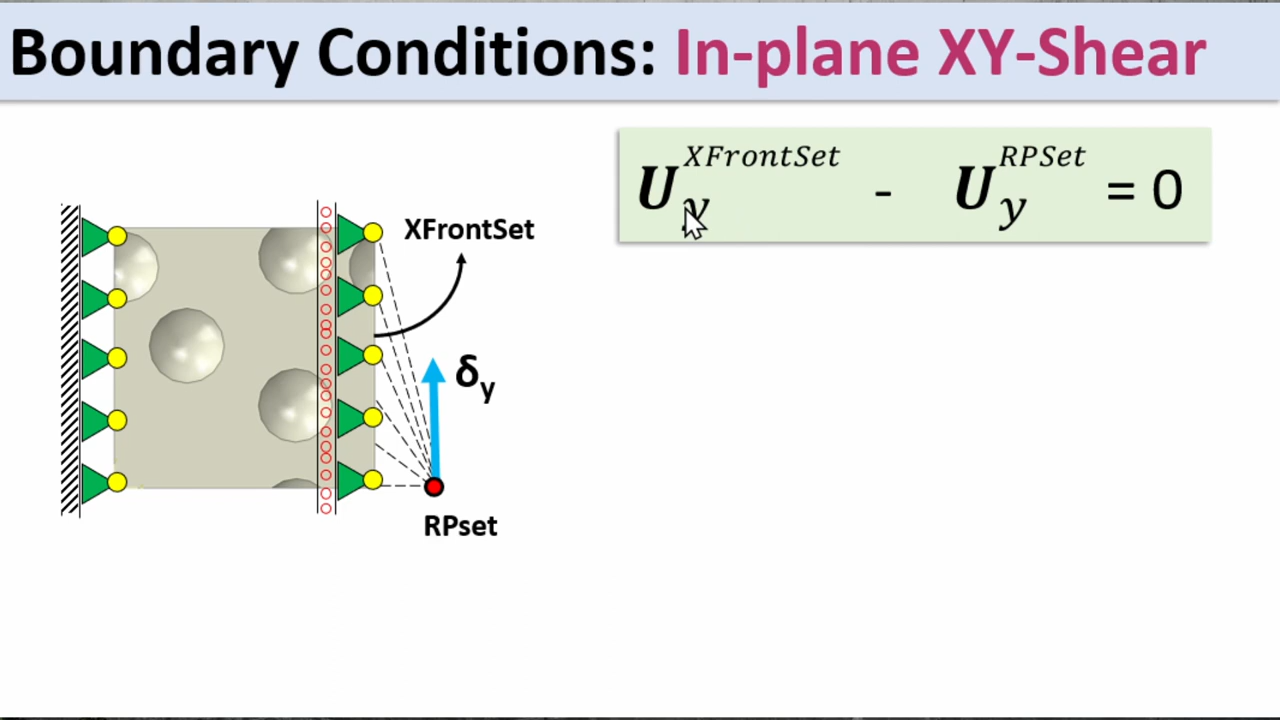 Boundary Conditions: In-plane XY-Shear
U_y^XFrontSet - U_y^RPSet = 0
XFrontSet
δ_y
RPset